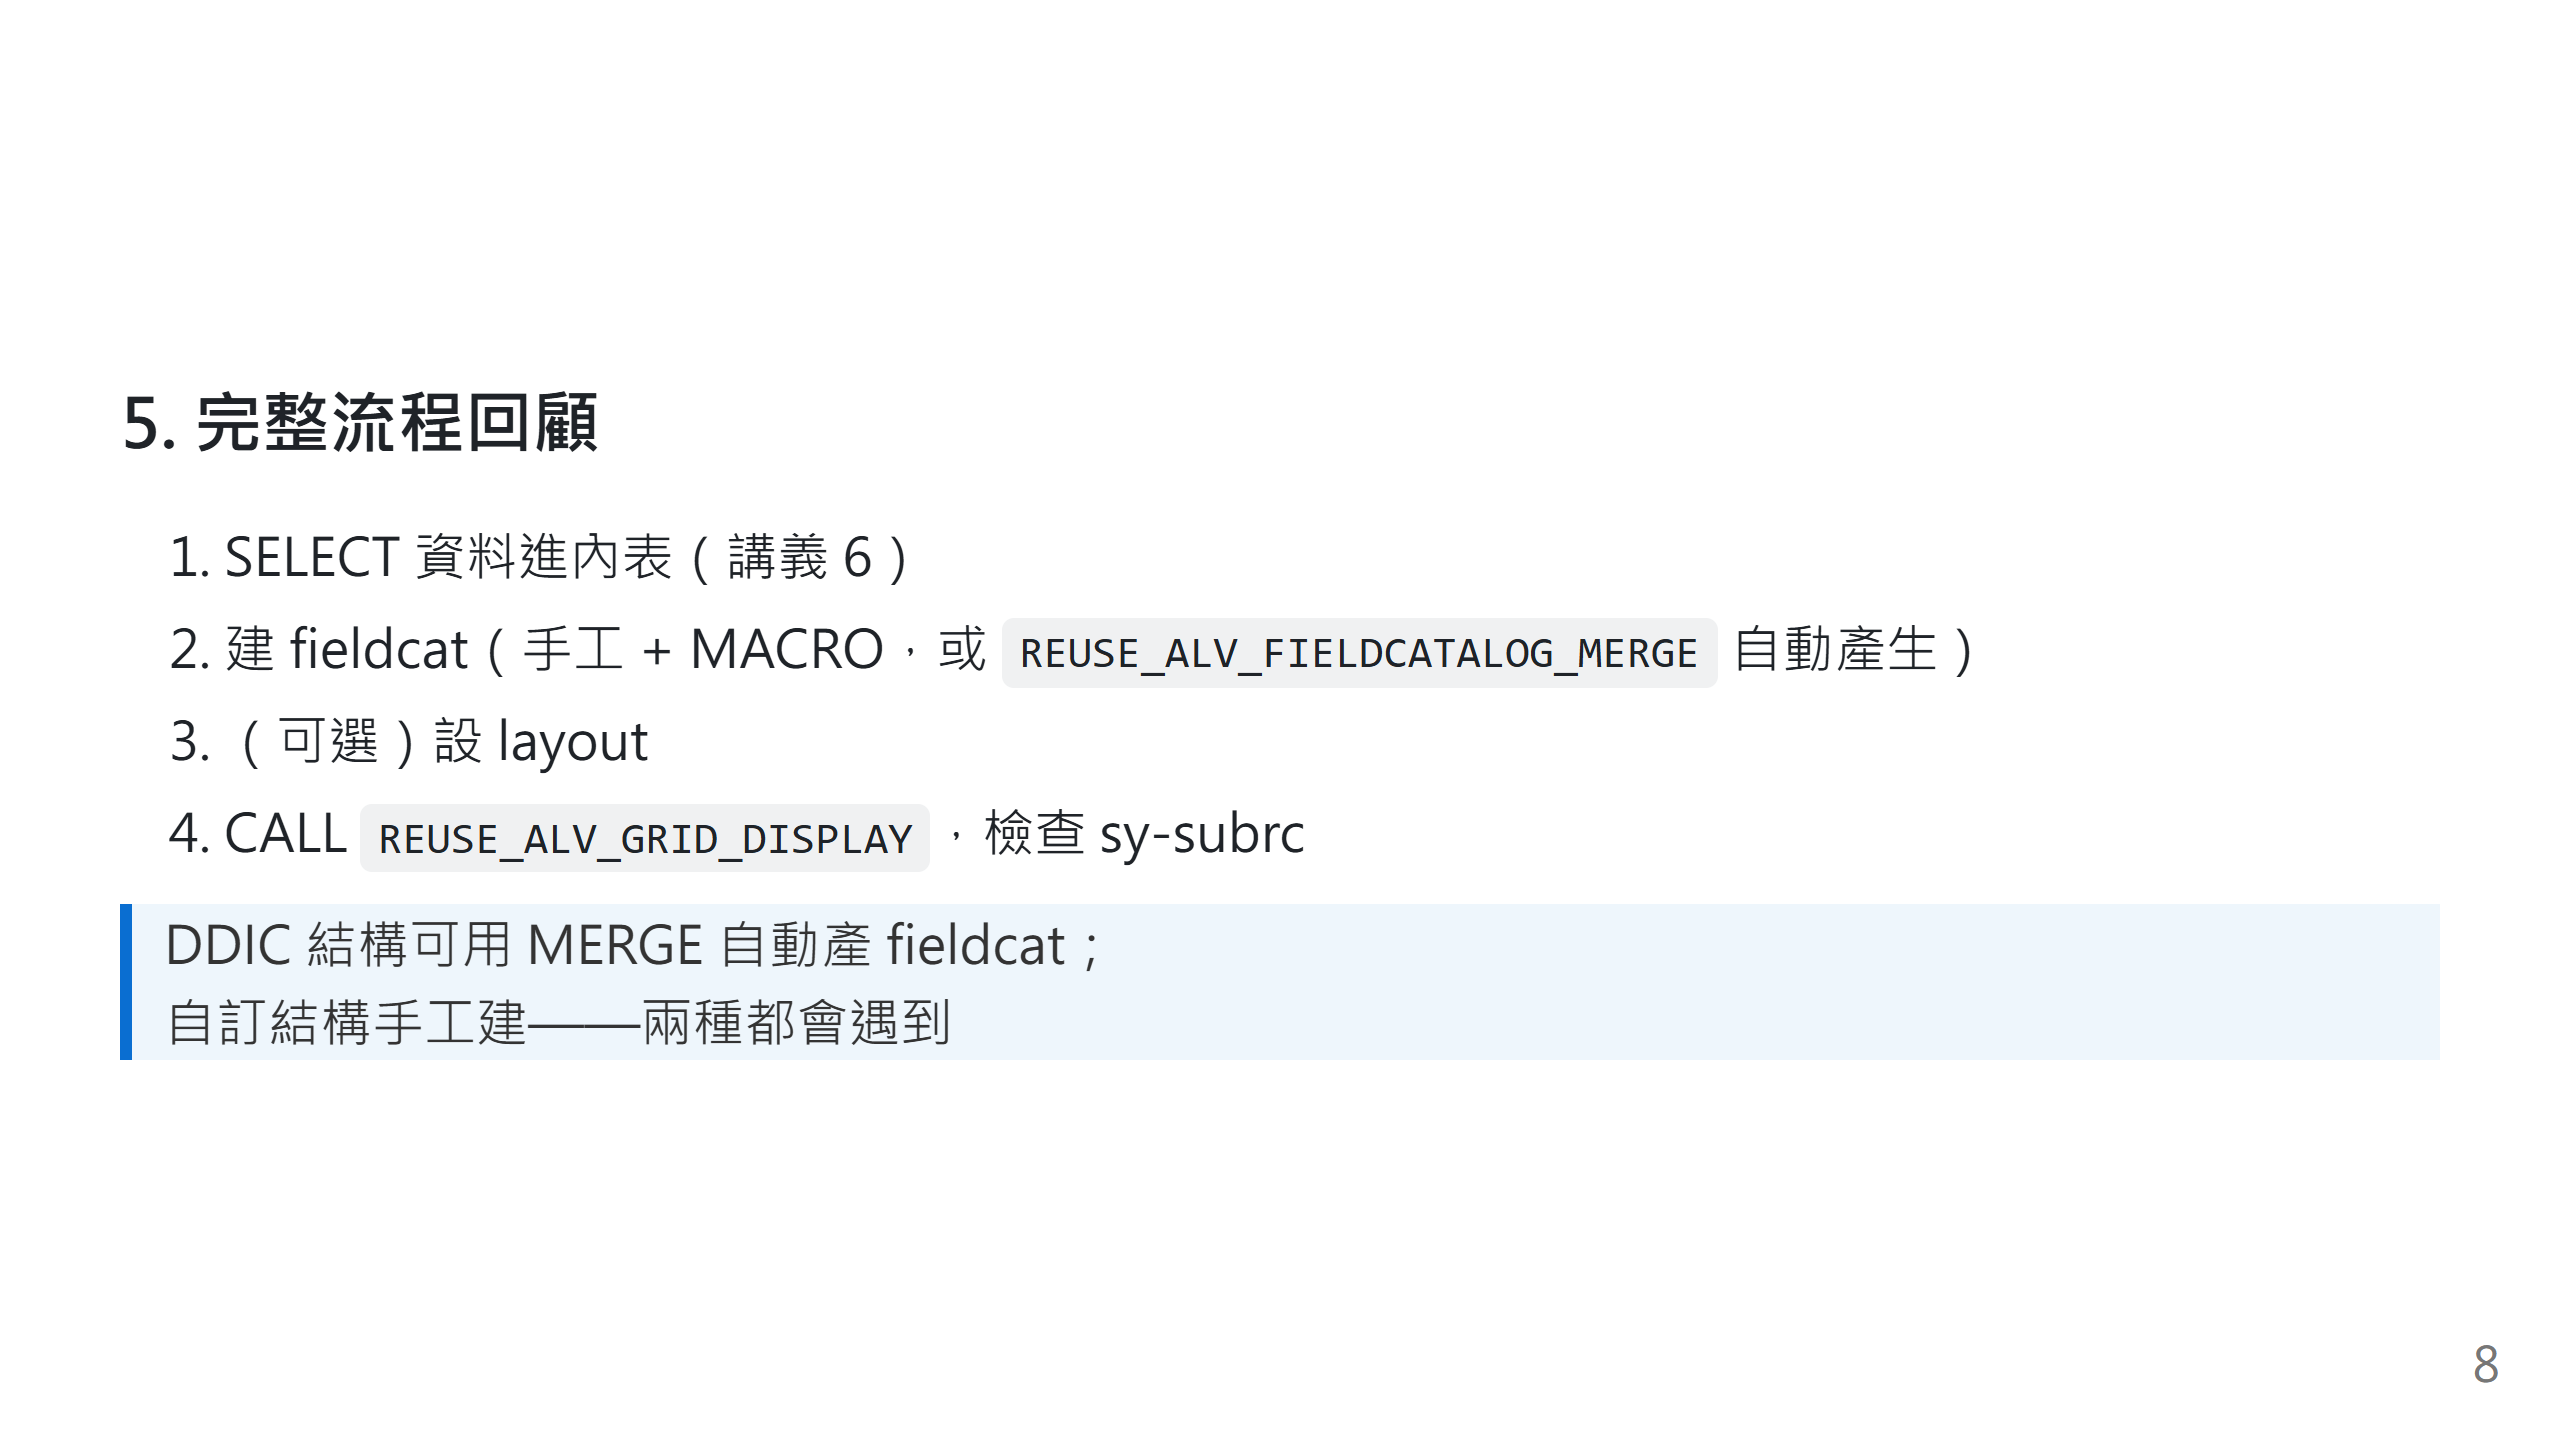 5. 完整流程回顧
1. SELECT 資料進內表（講義 6）
2. 建 fieldcat（手工 + MACRO，或 REUSE_ALV_FIELDCATALOG_MERGE 自動產生）
3. （可選）設 layout
4. CALL REUSE_ALV_GRID_DISPLAY，檢查 sy-subrc
DDIC 結構可用 MERGE 自動產 fieldcat；
自訂結構手工建——兩種都會遇到
8